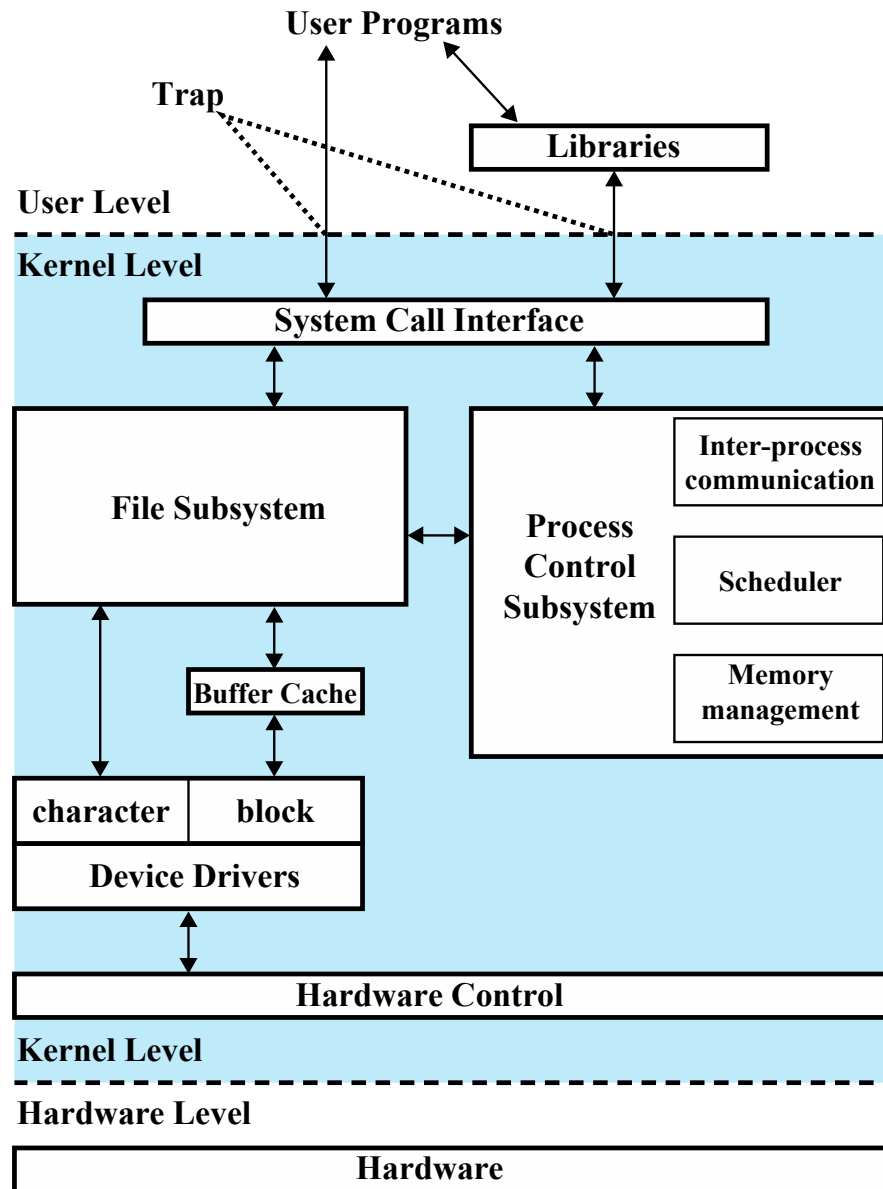 User Programs
Trap
Libraries
User Level
Kernel Level
System Call Interface
File Subsystem
Process
Control
Subsystem
Inter-process
communication
Scheduler
Memory
management
Buffer Cache
character
block
Device Drivers
Hardware Control
Kernel Level
Hardware Level
Hardware